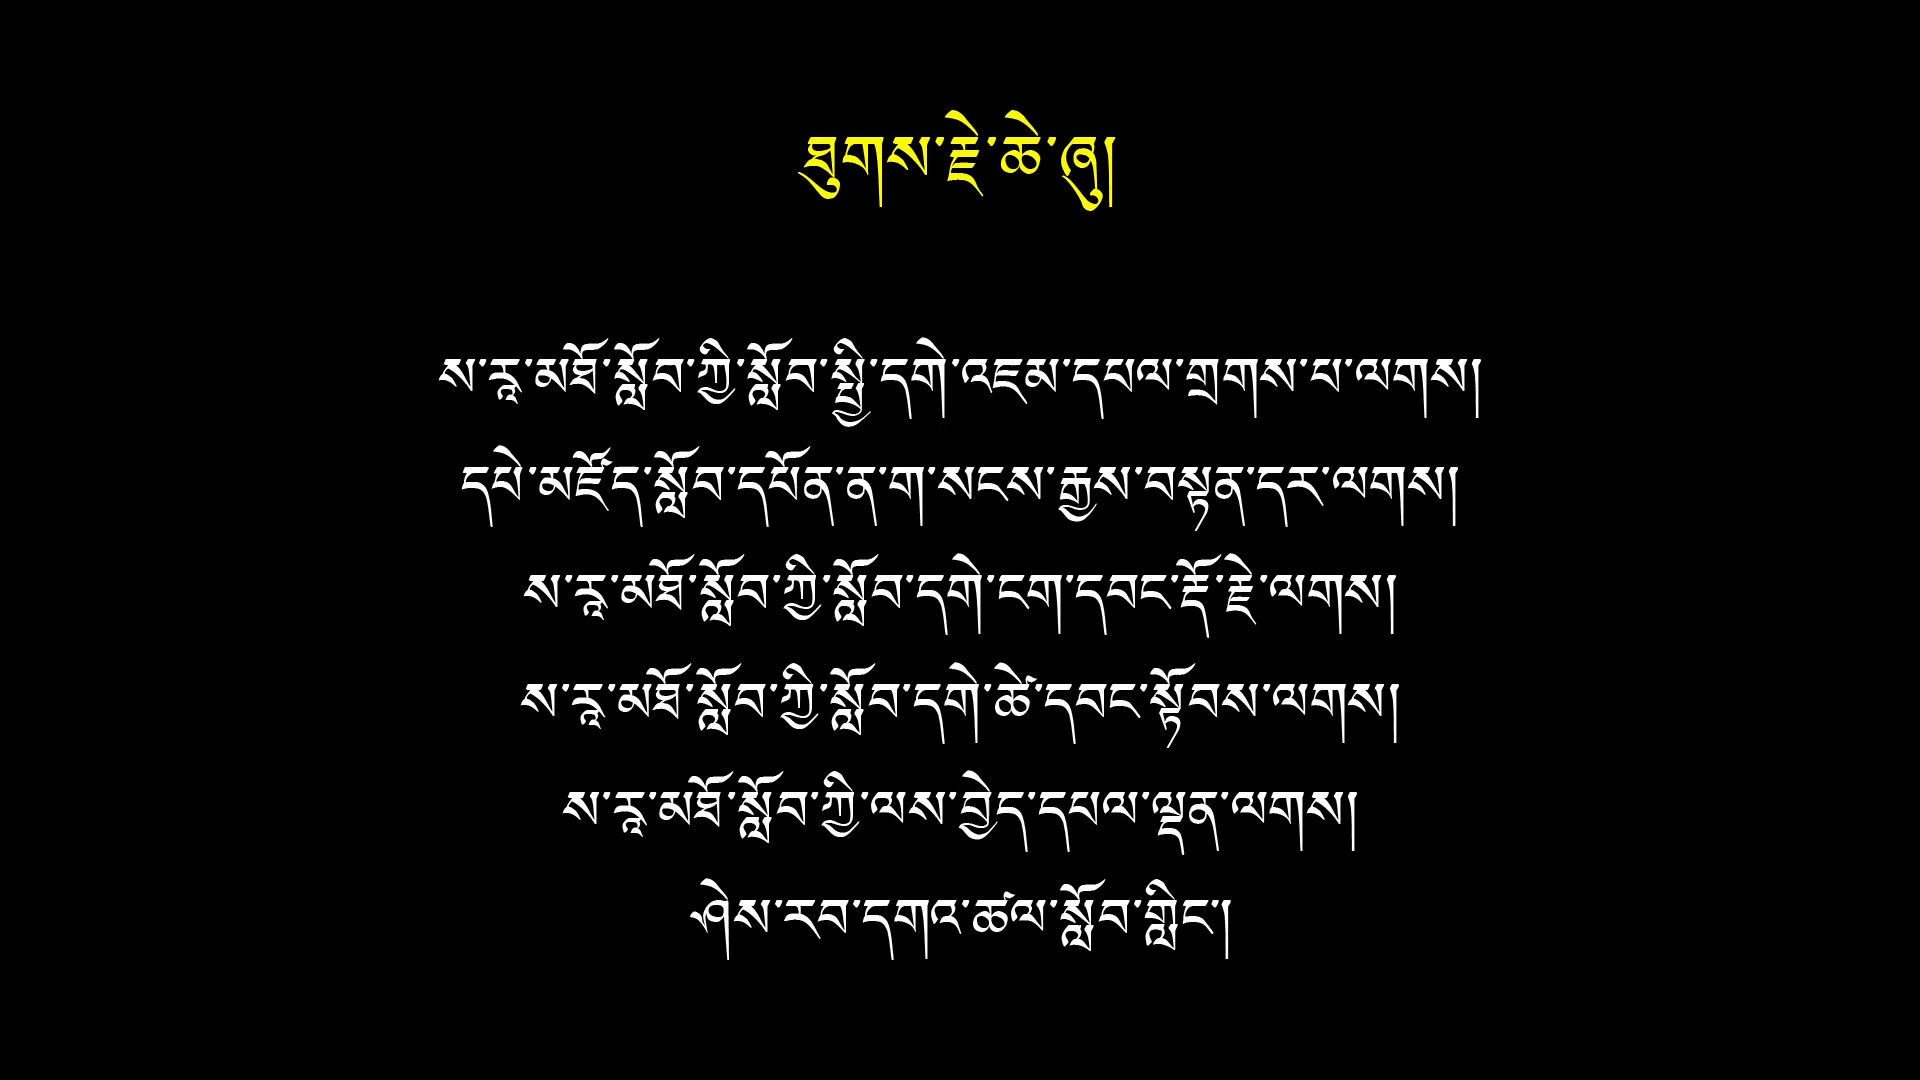 ཐུགས་རྗེ་ཆེ་ཞུ།
ས་རཱ་མཐོ་སློབ་ཀྱི་སློབ་སྤྱི་དགེ་འཇམ་དཔལ་གྲགས་པ་ལགས།
དཔེ་མཛོད་སློབ་དཔོན་ན་ག་སངས་རྒྱས་བསྟན་དར་ལགས།
ས་རཱ་མཐོ་སློབ་ཀྱི་སློབ་དགེ་ངག་དབང་རྡོ་རྗེ་ལགས།
ས་རཱ་མཐོ་སློབ་ཀྱི་སློབ་དགེ་ཚེ་དབང་སྟོབས་ལགས།
ས་རཱ་མཐོ་སློབ་ཀྱི་ལས་བྱེད་དཔལ་ལྡན་ལགས།
ཤེས་རབ་དགའ་ཚལ་སློབ་གླིང་།